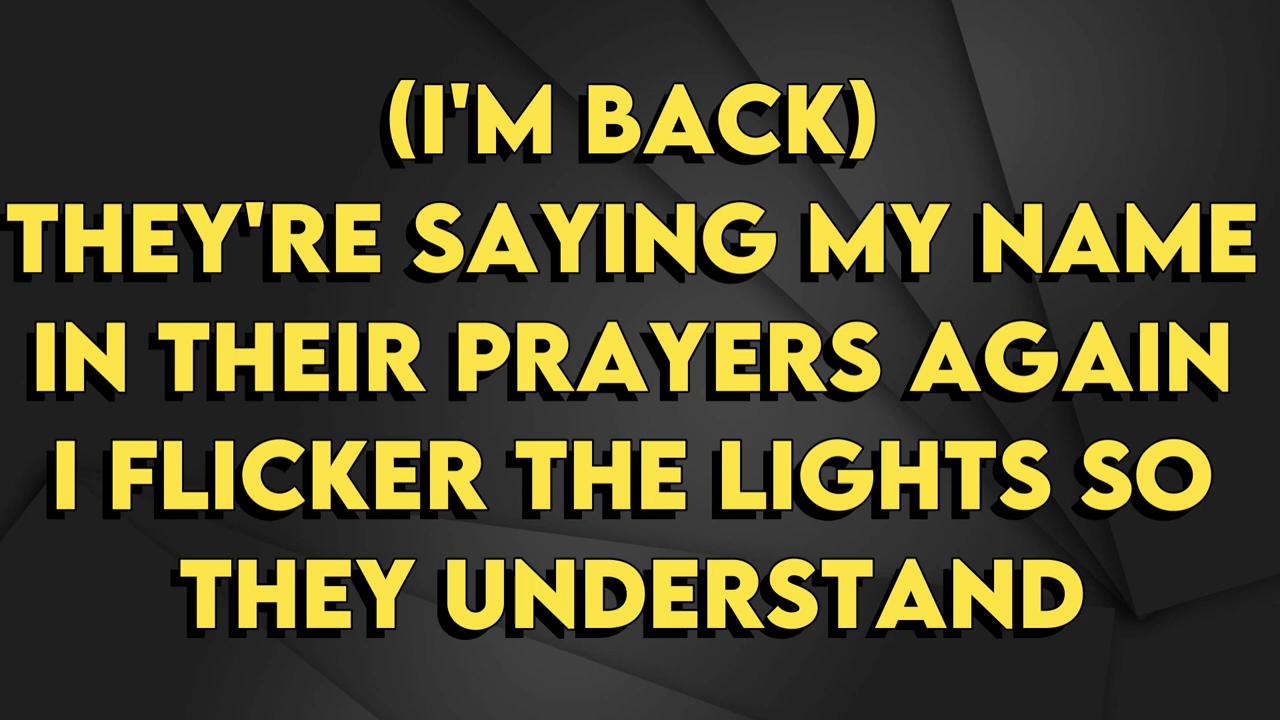 (I'M BACK)
THEY'RE SAYING MY NAME
IN THEIR PRAYERS AGAIN
I FLICKER THE LIGHTS SO
THEY UNDERSTAND